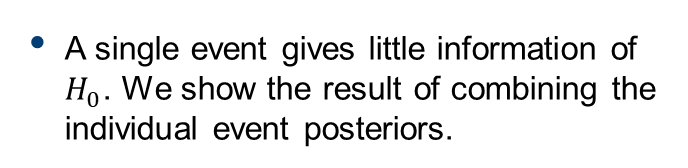 • A single event gives little information of
H₀. We show the result of combining the
individual event posteriors.